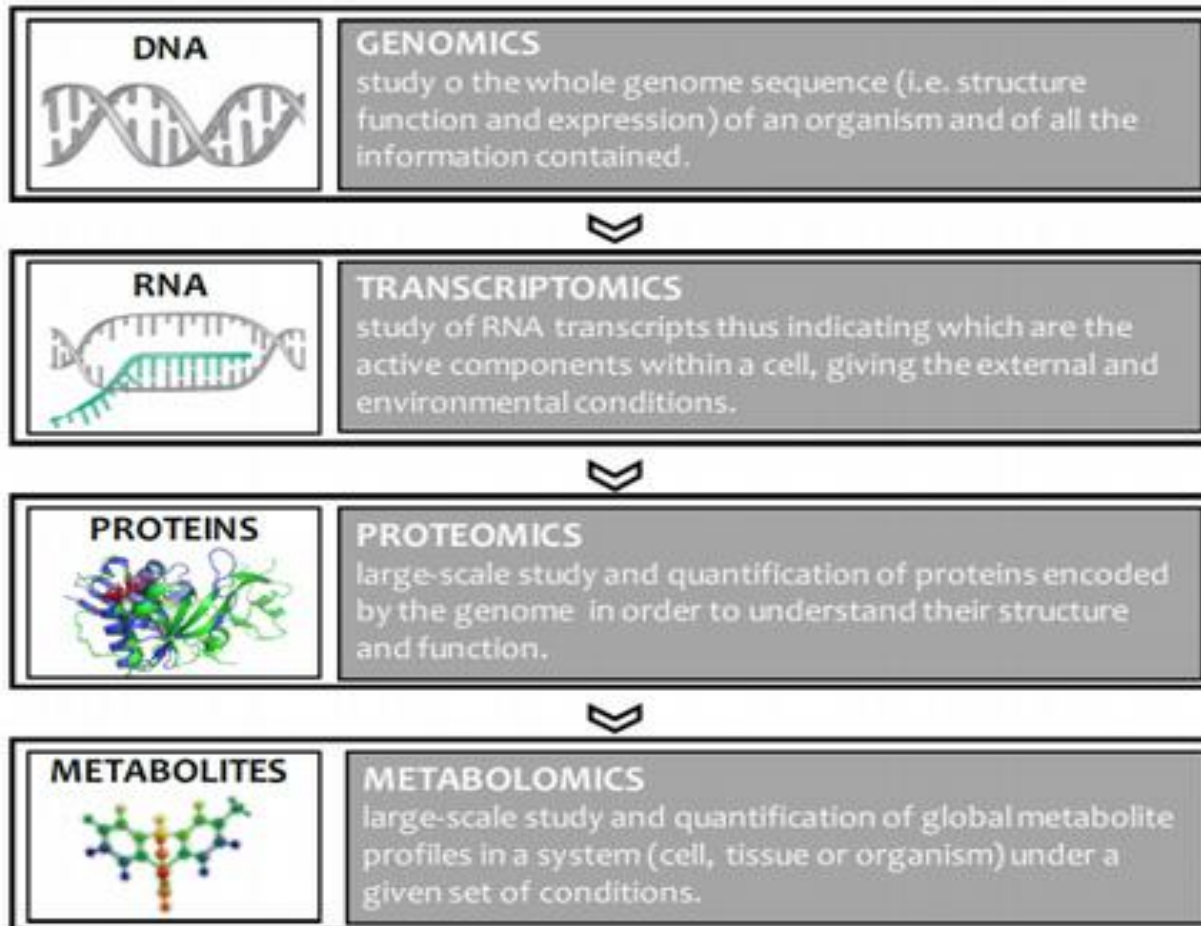 DNA
GENOMICS
study o the whole genome sequence (i.e. structure
function and expression) of an organism and of all the
information contained.
RNA
TRANSCRIPTOMICS
study of RNA transcripts thus indicating which are the
active components within a cell, giving the external and
environmental conditions.
PROTEINS
PROTEOMICS
large-scale study and quantification of proteins encoded
by the genome in order to understand their structure
and function.
METABOLITES
METABOLOMICS
large-scale study and quantification of global metabolite
profiles in a system (cell, tissue or organism) under a
given set of conditions.